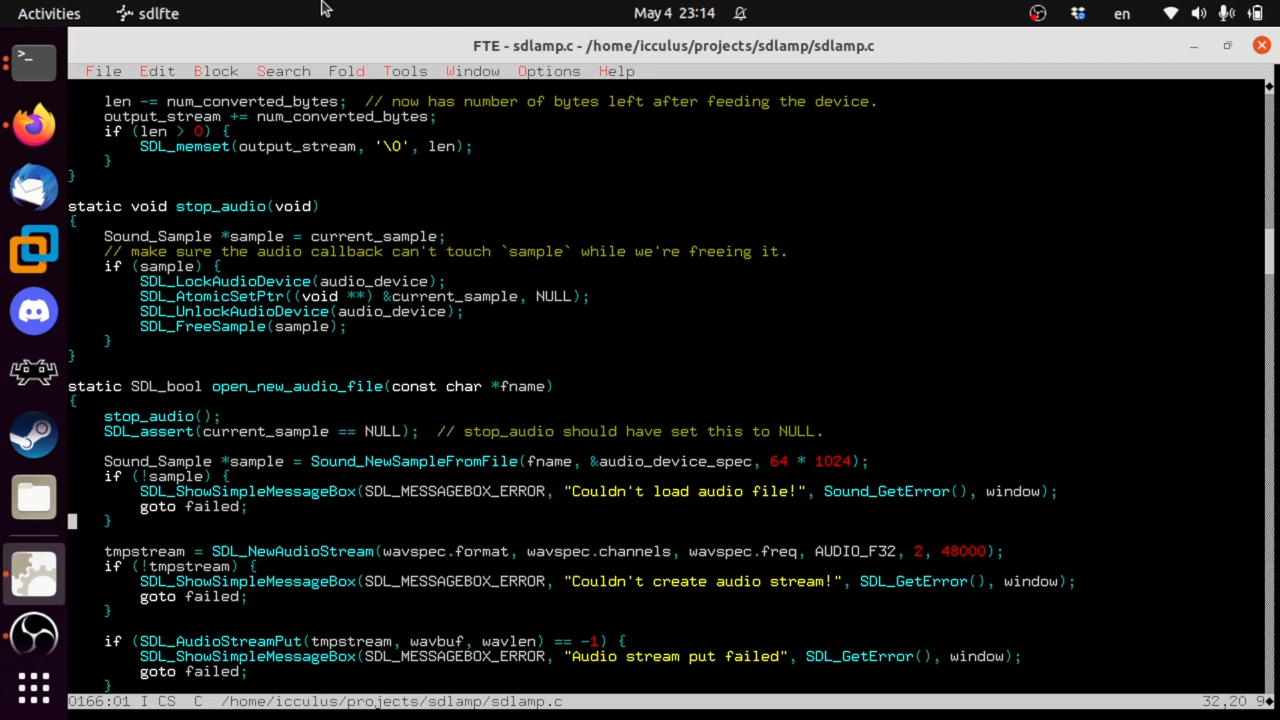 Activities sdlfte May 4 23:14 en
FTE - sdlamp.c - /home/icculus/projects/sdlamp/sdlamp.c
File Edit Block Search Fold Tools Window Options Help
len -= num_converted_bytes; // now has number of bytes left after feeding the device.
output_stream += num_converted_bytes;
if (len > 0) {
SDL_memset(output_stream, '\0', len);
}
}
static void stop_audio(void)
{
Sound_Sample *sample = current_sample;
// make sure the audio callback can't touch `sample` while we're freeing it.
if (sample) {
SDL_LockAudioDevice(audio_device);
SDL_AtomicSetPtr((void **) &current_sample, NULL);
SDL_UnlockAudioDevice(audio_device);
SDL_FreeSample(sample);
}
}
static SDL_bool open_new_audio_file(const char *fname)
{
stop_audio();
SDL_assert(current_sample == NULL); // stop_audio should have set this to NULL.
Sound_Sample *sample = Sound_NewSampleFromFile(fname, &audio_device_spec, 64 * 1024);
if (!sample) {
SDL_ShowSimpleMessageBox(SDL_MESSAGEBOX_ERROR, "Couldn't load audio file!", Sound_GetError(), window);
goto failed;
}
tmpstream = SDL_NewAudioStream(wavspec.format, wavspec.channels, wavspec.freq, AUDIO_F32, 2, 48000);
if (!tmpstream) {
SDL_ShowSimpleMessageBox(SDL_MESSAGEBOX_ERROR, "Couldn't create audio stream!", SDL_GetError(), window);
goto failed;
}
if (SDL_AudioStreamPut(tmpstream, wavbuf, wavlen) == -1) {
SDL_ShowSimpleMessageBox(SDL_MESSAGEBOX_ERROR, "Audio stream put failed", SDL_GetError(), window);
goto failed;
}
0166:01 I CS C /home/icculus/projects/sdlamp/sdlamp.c 32,20 9